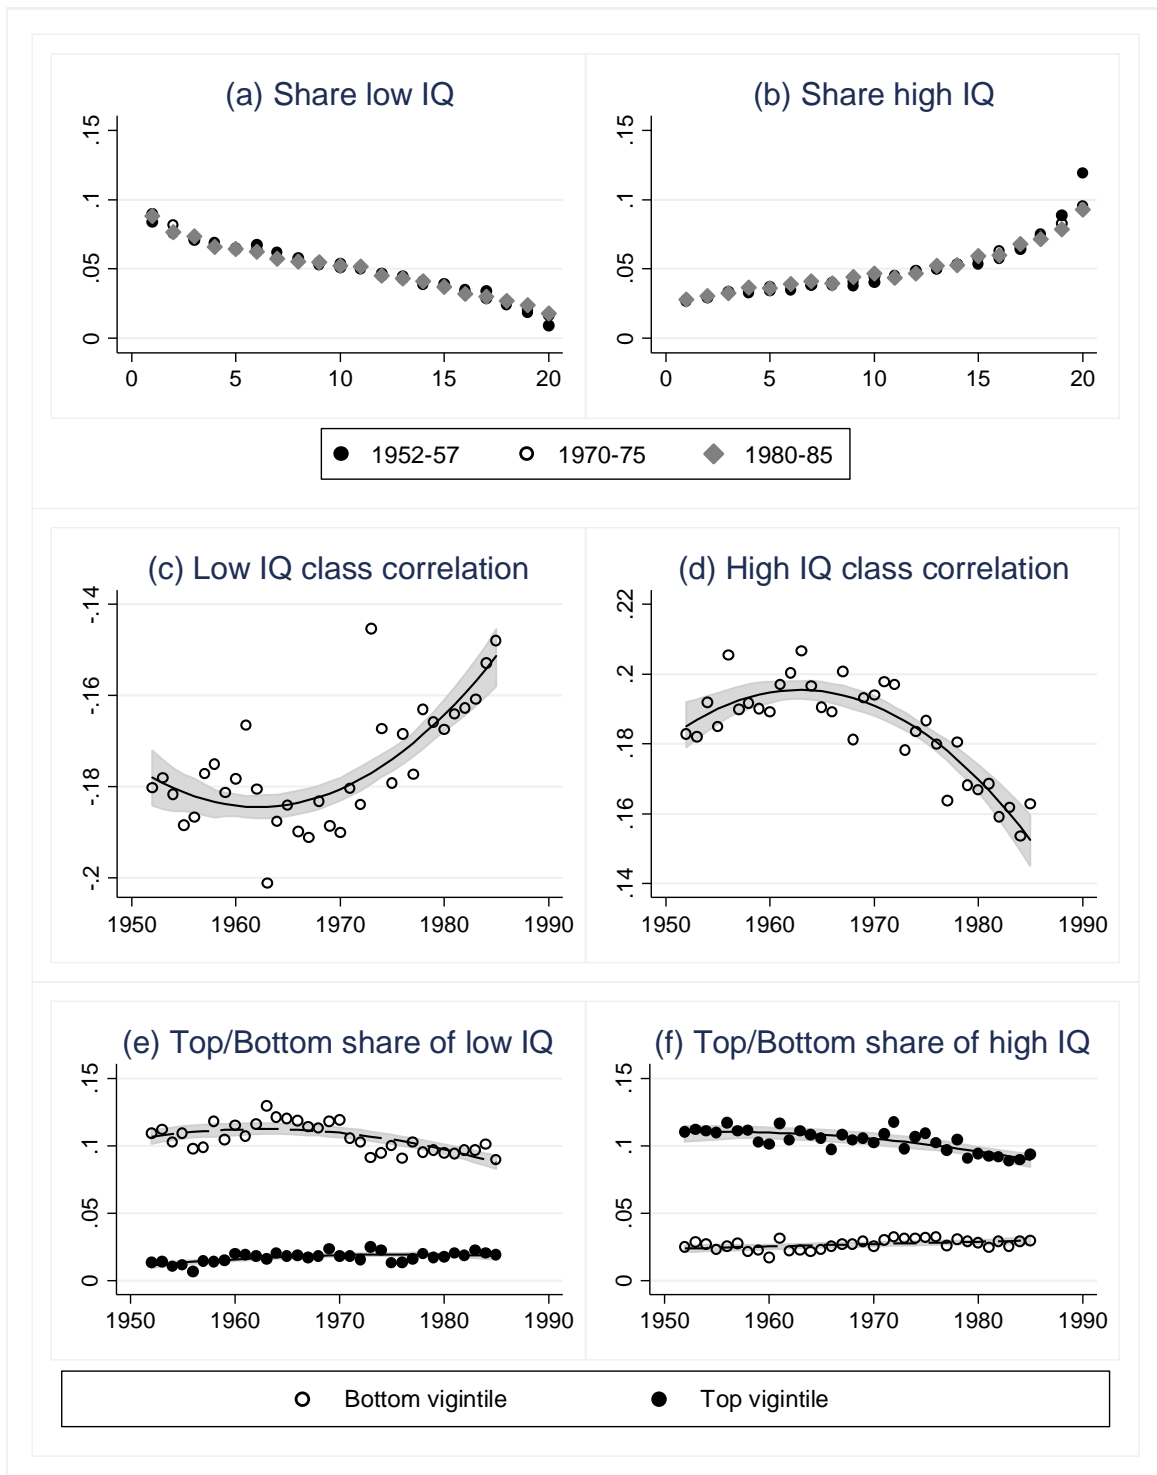 (a) Share low IQ
.15
.1
.05
0
0 5 10 15 20
(b) Share high IQ
.15
.1
.05
0
0 5 10 15 20
1952-57 1970-75 1980-85
(c) Low IQ class correlation
-.14
-.16
-.18
-.2
1950 1960 1970 1980 1990
(d) High IQ class correlation
.22
.2
.18
.16
.14
1950 1960 1970 1980 1990
(e) Top/Bottom share of low IQ
.15
.1
.05
0
1950 1960 1970 1980 1990
(f) Top/Bottom share of high IQ
.15
.1
.05
0
1950 1960 1970 1980 1990
Bottom vigintile Top vigintile